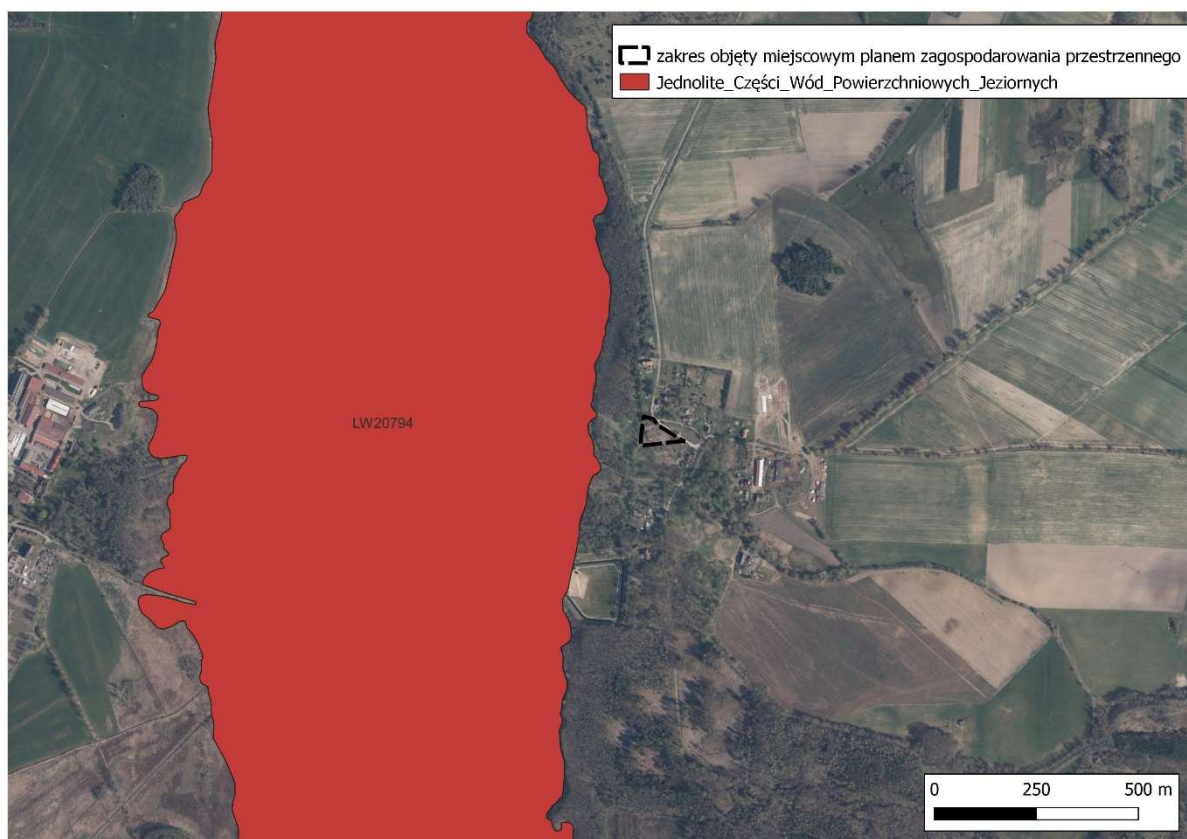 zakres objęty miejscowym planem zagospodarowania przestrzennego
Jednolite_Części_Wód_Powierzchniowych_Jeziornych
LW20794
0 250 500 m